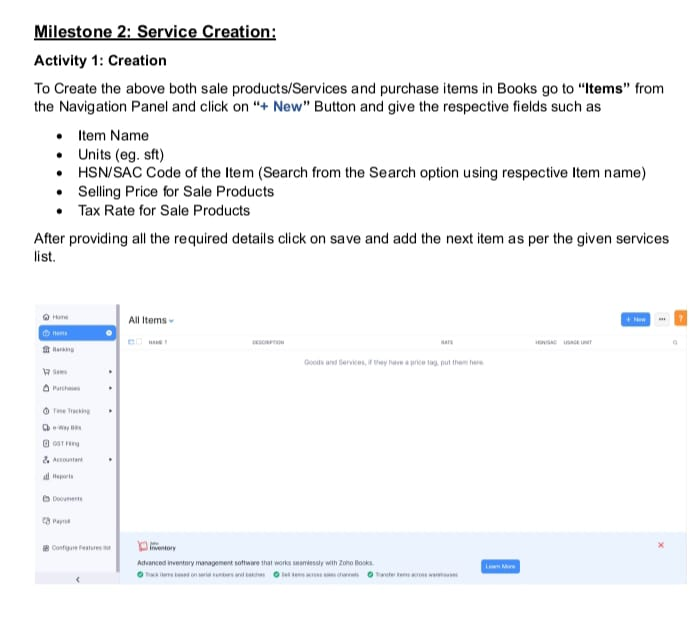 Milestone 2: Service Creation:
Activity 1: Creation
To Create the above both sale products/Services and purchase items in Books go to “Items” from
the Navigation Panel and click on “+ New” Button and give the respective fields such as
• Item Name
• Units (eg. sft)
• HSN/SAC Code of the Item (Search from the Search option using respective Item name)
• Selling Price for Sale Products
• Tax Rate for Sale Products
After providing all the required details click on save and add the next item as per the given services
list.
Home
All Items
+ New
...
?
Items
NAME
DESCRIPTION
RATE
HSN/SAC
USAGE UNIT
Banking
Goods and Services, if they have a price tag, put them here
Sales
Purchases
Time Tracking
e-Way Bills
GST Filing
Accountant
Reports
Documents
Payroll
Configure Features list
Inventory
Advanced inventory management software that works seamlessly with Zoho Books.
Learn More
Track items based on serial numbers and batches
Sell items across sales channels
Transfer items across warehouses